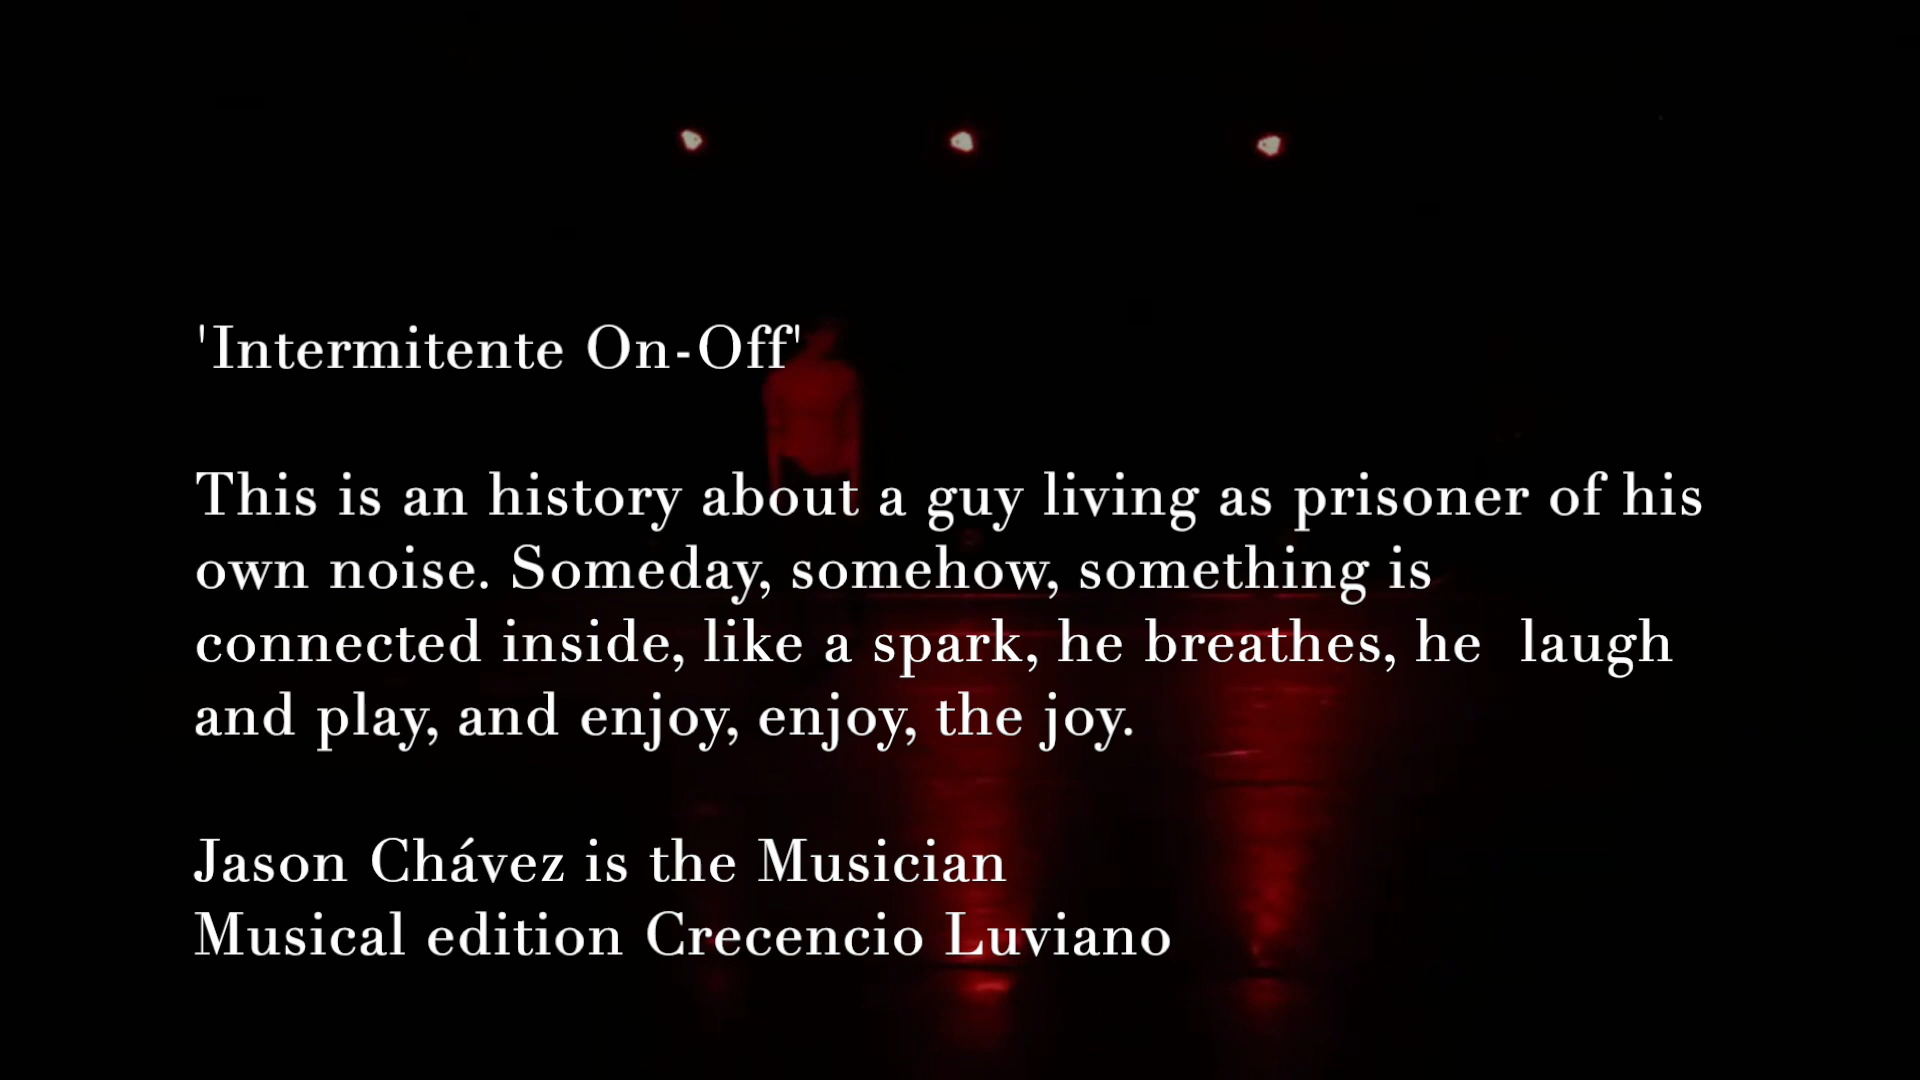 'Intermitente On-Off'
This is an history about a guy living as prisoner of his
own noise. Someday, somehow, something is
connected inside, like a spark, he breathes, he  laugh
and play, and enjoy, enjoy, the joy.
Jason Chávez is the Musician
Musical edition Crecencio Luviano